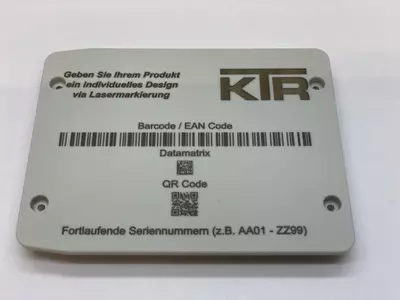 Geben Sie Ihrem Produkt
ein individuelles Design
via Lasermarkierung
KTR
Barcode / EAN Code
Datamatrix
QR Code
Fortlaufende Seriennummern (z.B. AA01 - ZZ99)